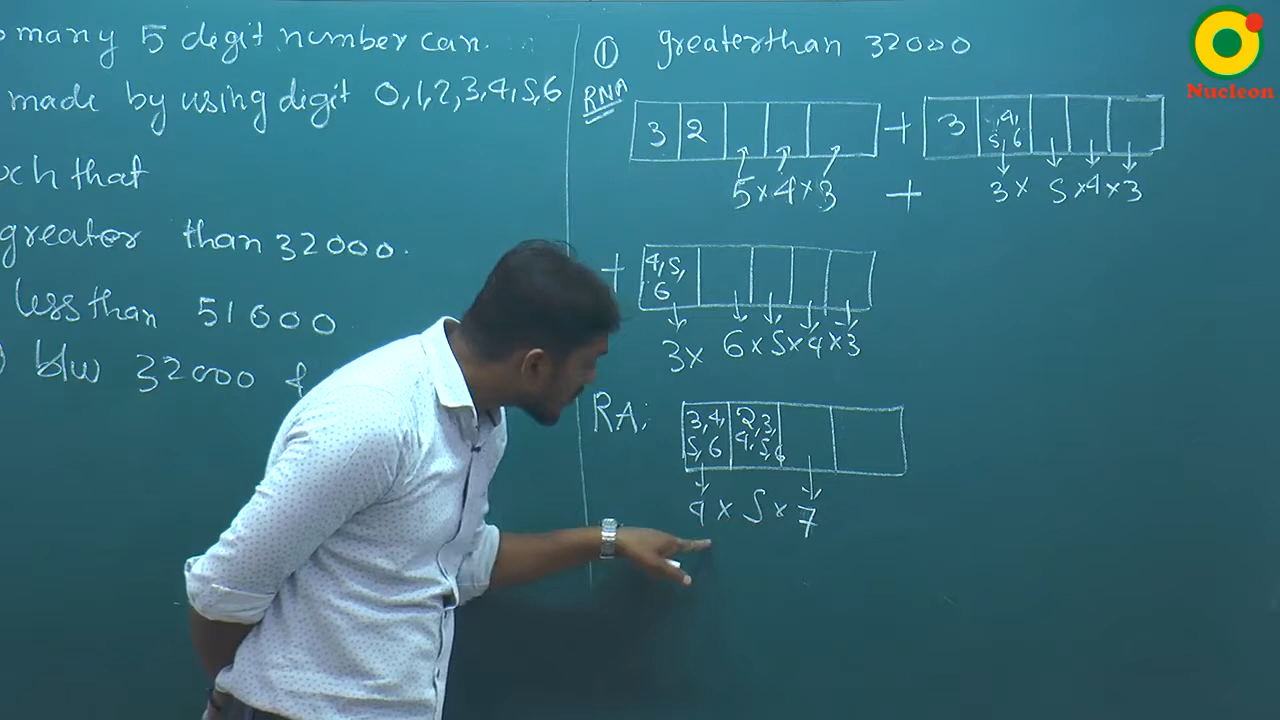 many 5 digit number can
made by using digit 0,1,2,3,4,5,6
such that
greater than 32000.
less than 51000
) b/w 32000 &
① greaterthan 32000
RNA
3 2 + 3 4, 5,6
5×4×3 + 3× 5×4×3
+ 4,5, 6
3× 6×5×4×3
RA: 3,4, 5,6 2,3, 4,5,6
4 × 5 × 7
Nucleon